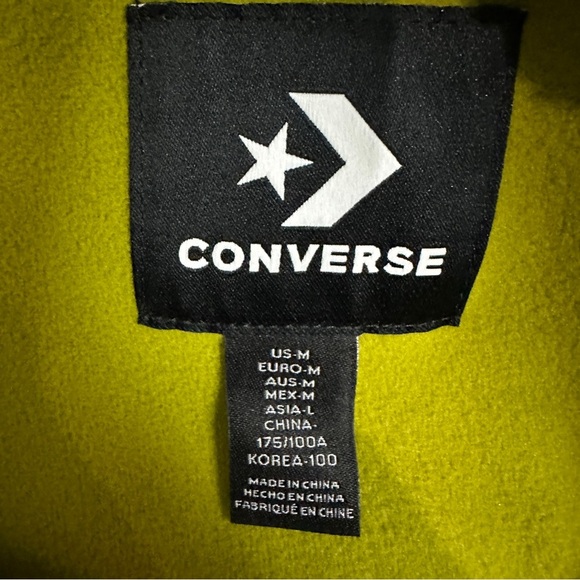 CONVERSE
US-M
EURO-M
AUS-M
MEX-M
ASIA-L
CHINA-
175/100A
KOREA-100
MADE IN CHINA
HECHO EN CHINA
FABRIQUÉ EN CHINE